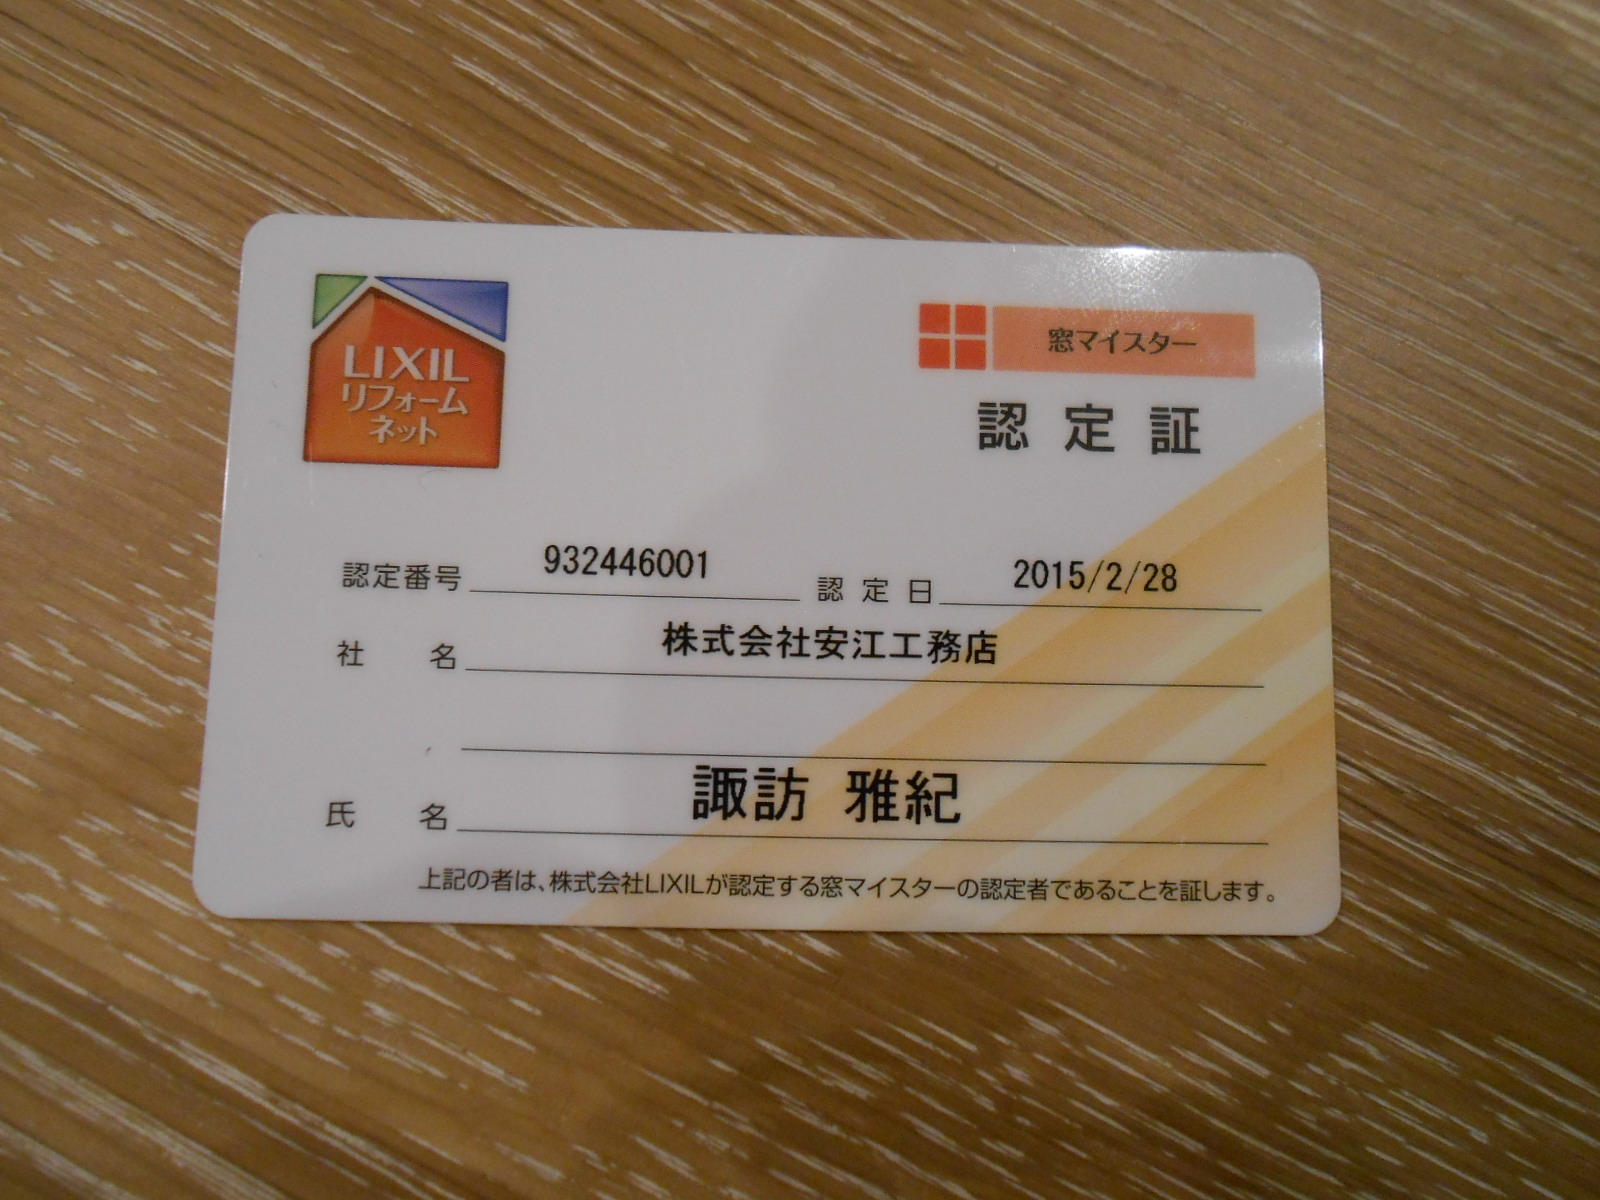 LIXIL
リフォーム
ネット
窓マイスター
認定証
認定番号 932446001 認定日 2015/2/28
社名 株式会社安江工務店
氏名 諏訪 雅紀
上記の者は、株式会社LIXILが認定する窓マイスターの認定者であることを証します。